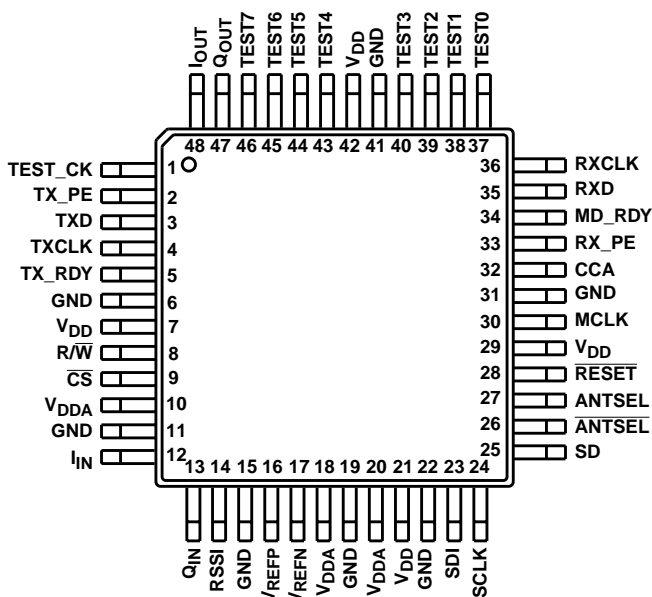 IOUT
QOUT
TEST7
TEST6
TEST5
TEST4
VDD
GND
TEST3
TEST2
TEST1
TEST0
48 47 46 45 44 43 42 41 40 39 38 37
TEST_CK 1
TX_PE 2
TXD 3
TXCLK 4
TX_RDY 5
GND 6
VDD 7
R/W̅ 8
C̅S̅ 9
VDDA 10
GND 11
IIN 12
36 RXCLK
35 RXD
34 MD_RDY
33 RX_PE
32 CCA
31 GND
30 MCLK
29 VDD
28 R̅E̅S̅E̅T̅
27 ANTSEL
26 A̅N̅T̅S̅E̅L̅
25 SD
13 14 15 16 17 18 19 20 21 22 23 24
QIN
RSSI
GND
VREFP
VREFN
VDDA
GND
VDDA
VDD
GND
SDI
SCLK